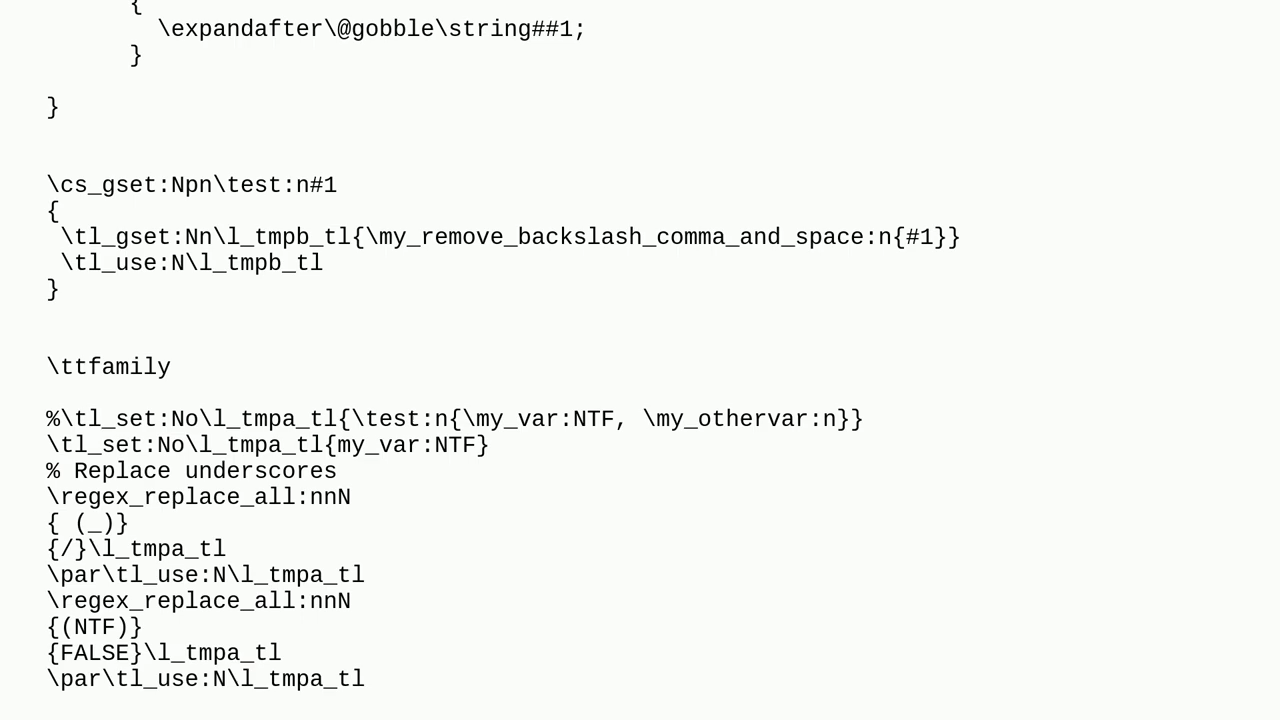 {
\expandafter\@gobble\string##1;
}
}
\cs_gset:Npn\test:n#1
{
\tl_gset:Nn\l_tmpb_tl{\my_remove_backslash_comma_and_space:n{#1}}
\tl_use:N\l_tmpb_tl
}
\ttfamily
%\tl_set:No\l_tmpa_tl{\test:n{\my_var:NTF, \my_othervar:n}}
\tl_set:No\l_tmpa_tl{my_var:NTF}
% Replace underscores
\regex_replace_all:nnN
{ (_)}
{/}\l_tmpa_tl
\par\tl_use:N\l_tmpa_tl
\regex_replace_all:nnN
{(NTF)}
{FALSE}\l_tmpa_tl
\par\tl_use:N\l_tmpa_tl